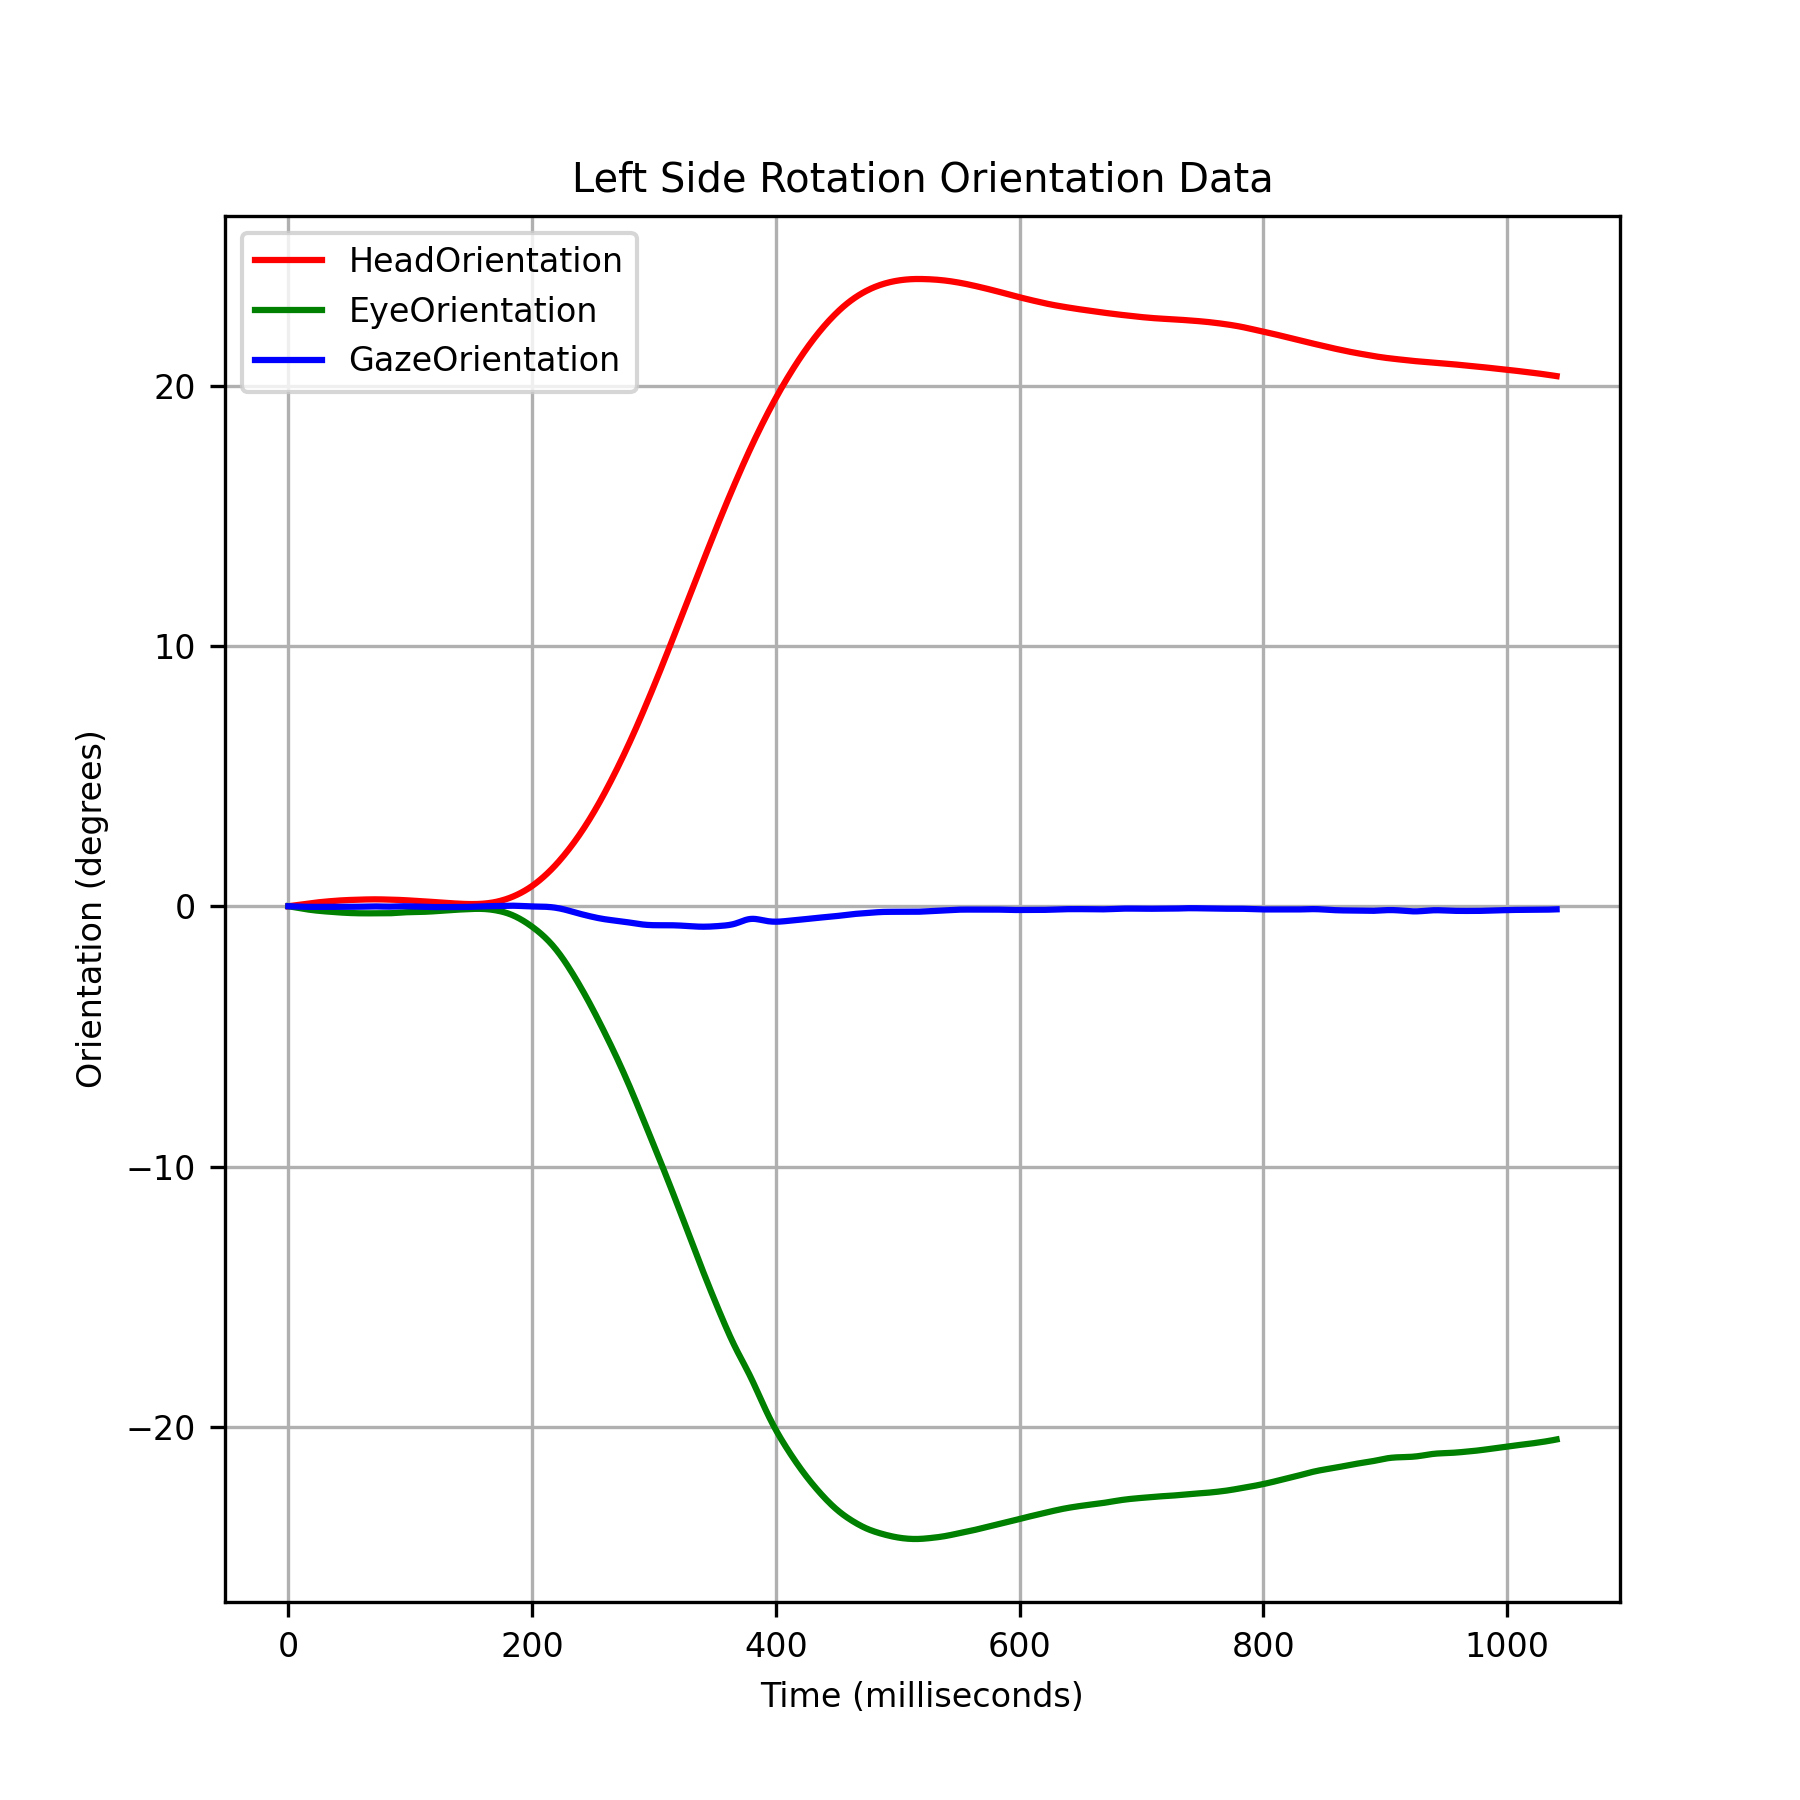 Left Side Rotation Orientation Data
HeadOrientation
EyeOrientation
GazeOrientation
20
10
0
−10
−20
Orientation (degrees)
0 200 400 600 800 1000
Time (milliseconds)